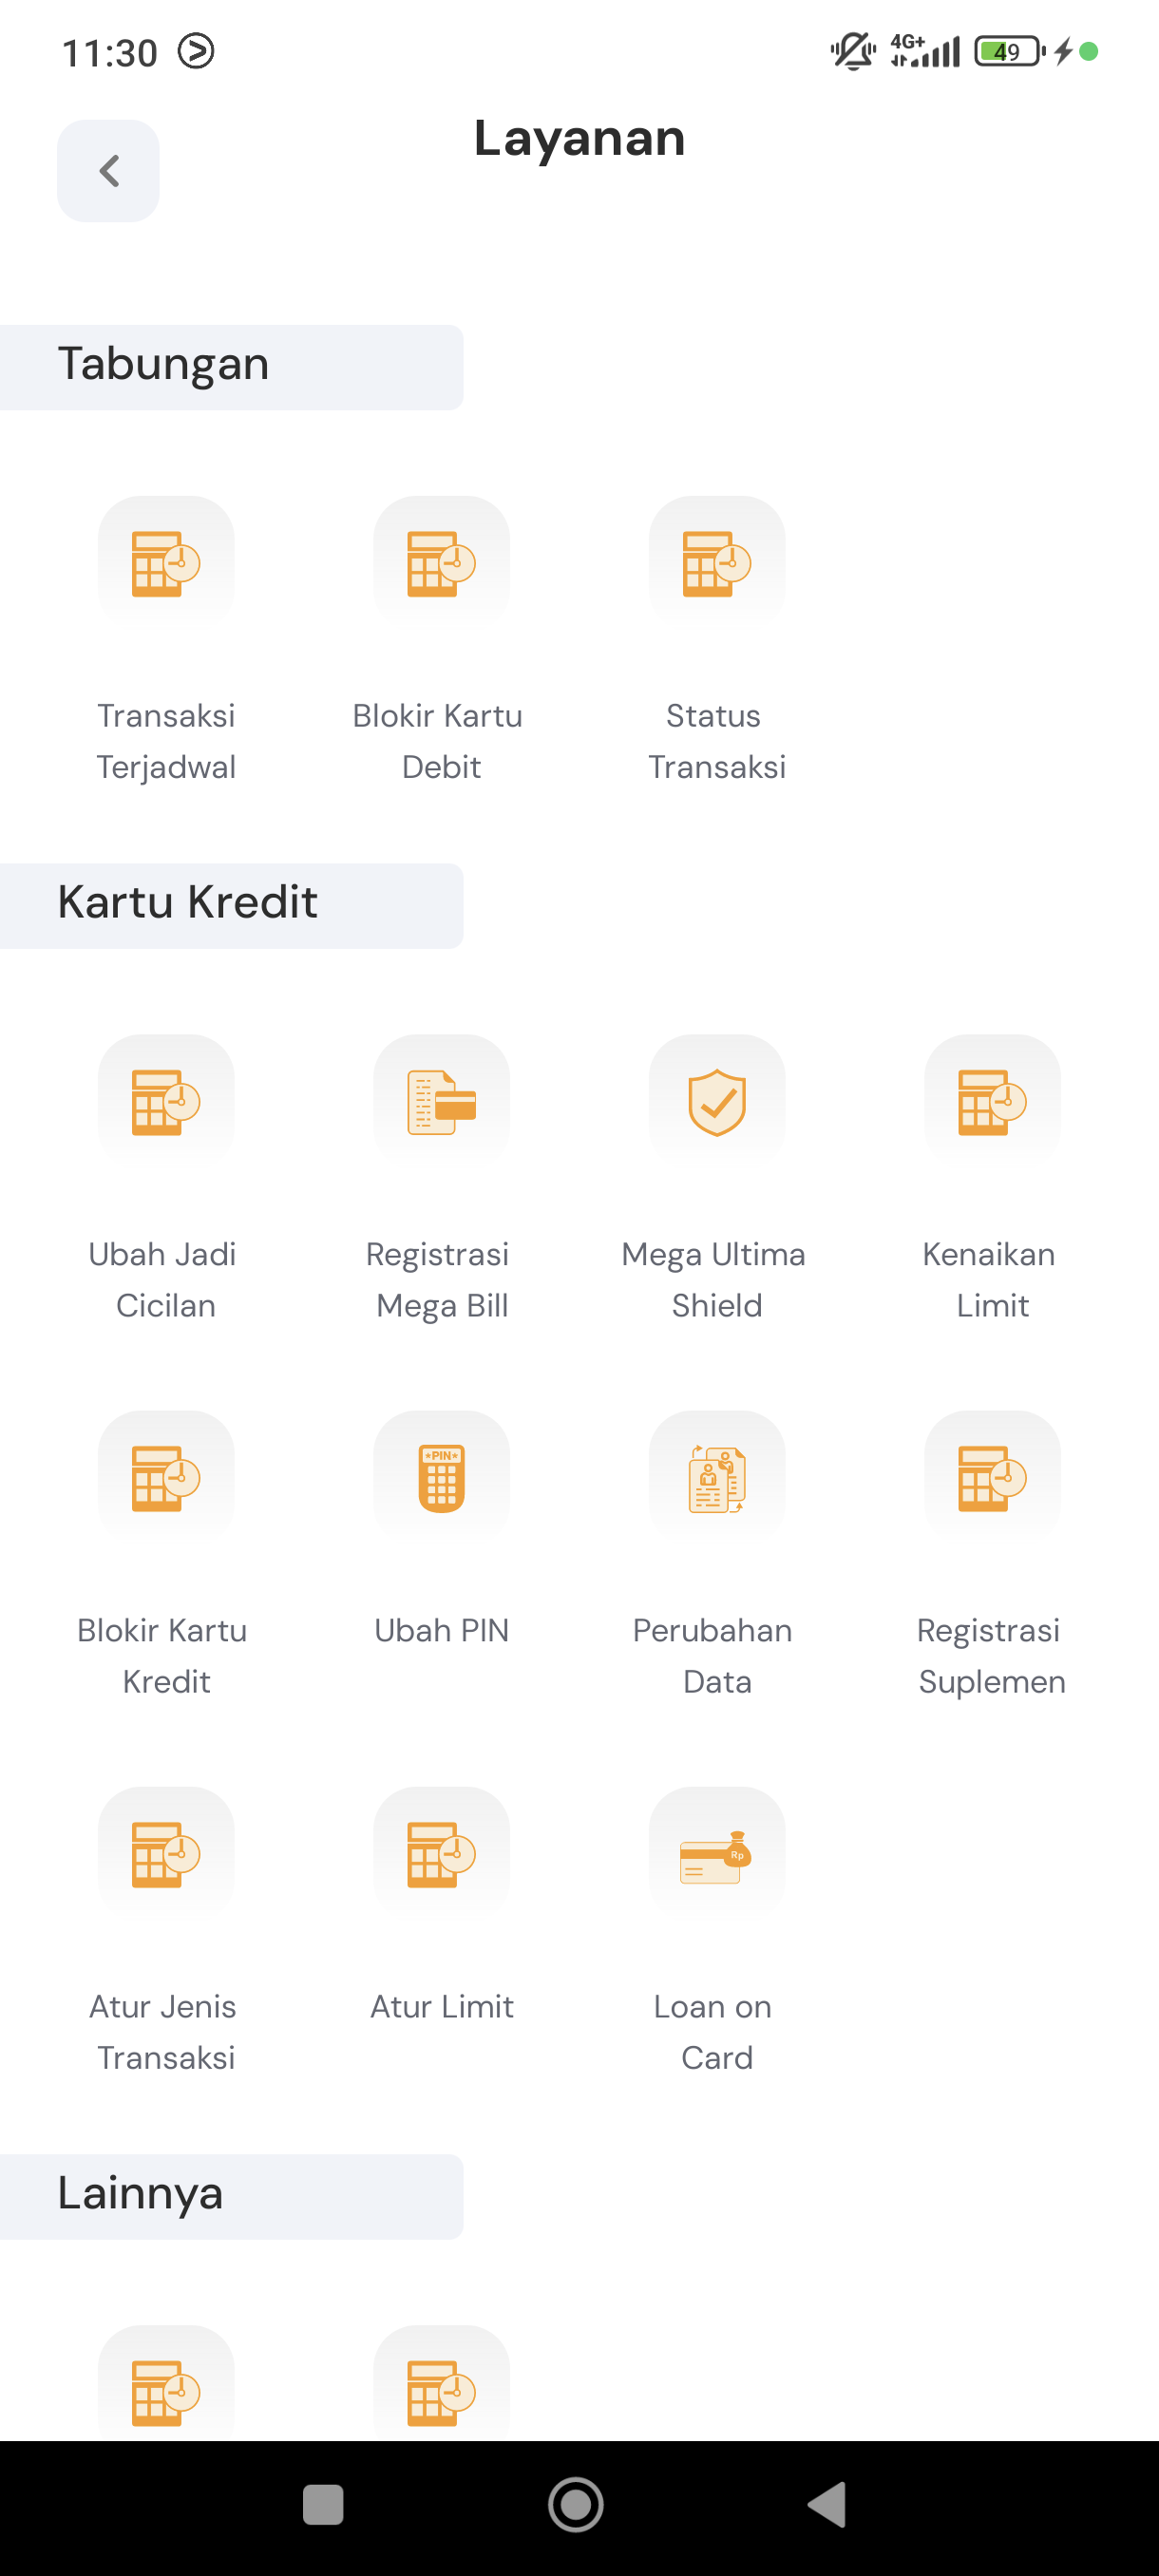 11:30
4G+
49
Layanan
Tabungan
Transaksi
Terjadwal
Blokir Kartu
Debit
Status
Transaksi
Kartu Kredit
Ubah Jadi
Cicilan
Registrasi
Mega Bill
Mega Ultima
Shield
Kenaikan
Limit
*PIN*
Blokir Kartu
Kredit
Ubah PIN
Perubahan
Data
Registrasi
Suplemen
Rp
Atur Jenis
Transaksi
Atur Limit
Loan on
Card
Lainnya